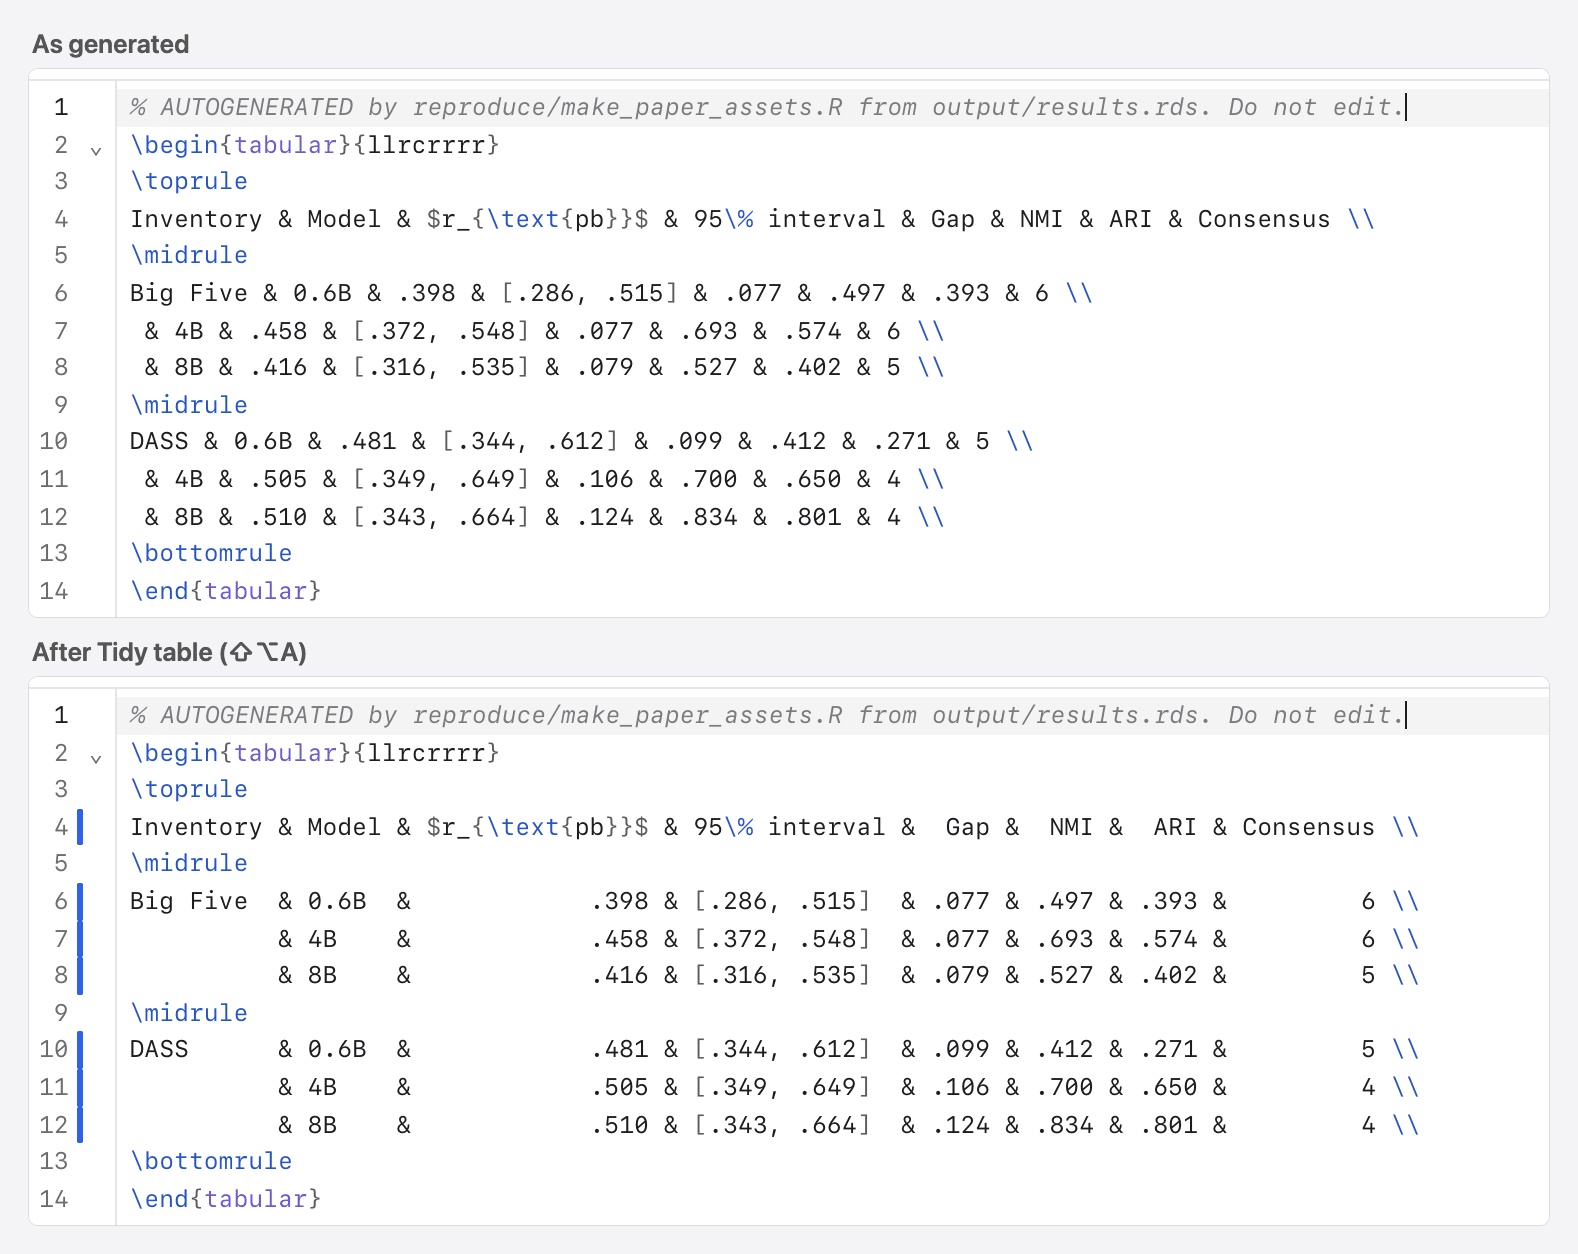 As generated
1 % AUTOGENERATED by reproduce/make_paper_assets.R from output/results.rds. Do not edit.
2 \begin{tabular}{llrcrrrr}
3 \toprule
4 Inventory & Model & $r_{\text{pb}}$ & 95\% interval & Gap & NMI & ARI & Consensus \\
5 \midrule
6 Big Five & 0.6B & .398 & [.286, .515] & .077 & .497 & .393 & 6 \\
7  & 4B & .458 & [.372, .548] & .077 & .693 & .574 & 6 \\
8  & 8B & .416 & [.316, .535] & .079 & .527 & .402 & 5 \\
9 \midrule
10 DASS & 0.6B & .481 & [.344, .612] & .099 & .412 & .271 & 5 \\
11  & 4B & .505 & [.349, .649] & .106 & .700 & .650 & 4 \\
12  & 8B & .510 & [.343, .664] & .124 & .834 & .801 & 4 \\
13 \bottomrule
14 \end{tabular}
After Tidy table (⇧⌥A)
1 % AUTOGENERATED by reproduce/make_paper_assets.R from output/results.rds. Do not edit.
2 \begin{tabular}{llrcrrrr}
3 \toprule
4 Inventory & Model & $r_{\text{pb}}$ & 95\% interval &  Gap &  NMI &  ARI & Consensus \\
5 \midrule
6 Big Five  & 0.6B  &            .398 & [.286, .515]  & .077 & .497 & .393 &         6 \\
7           & 4B    &            .458 & [.372, .548]  & .077 & .693 & .574 &         6 \\
8           & 8B    &            .416 & [.316, .535]  & .079 & .527 & .402 &         5 \\
9 \midrule
10 DASS      & 0.6B  &            .481 & [.344, .612]  & .099 & .412 & .271 &         5 \\
11           & 4B    &            .505 & [.349, .649]  & .106 & .700 & .650 &         4 \\
12           & 8B    &            .510 & [.343, .664]  & .124 & .834 & .801 &         4 \\
13 \bottomrule
14 \end{tabular}